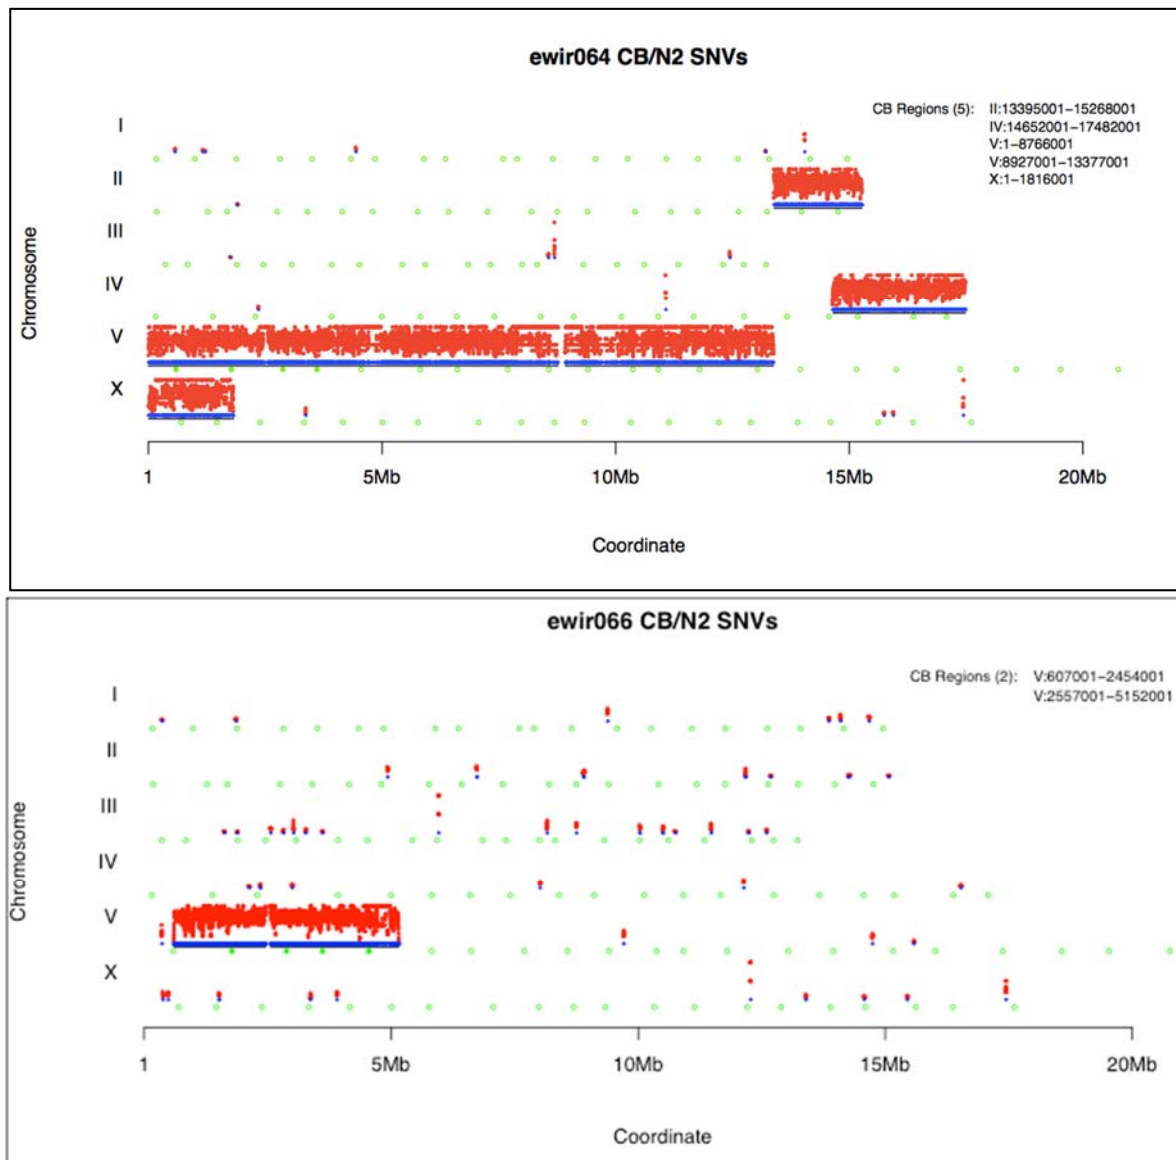 ewir064 CB/N2 SNVs
CB Regions (5): II:13395001−15268001
IV:14652001−17482001
V:1−8766001
V:8927001−13377001
X:1−1816001
I
II
III
IV
V
X
Chromosome
1 5Mb 10Mb 15Mb 20Mb
Coordinate
ewir066 CB/N2 SNVs
CB Regions (2): V:607001−2454001
V:2557001−5152001
I
II
III
IV
V
X
Chromosome
1 5Mb 10Mb 15Mb 20Mb
Coordinate